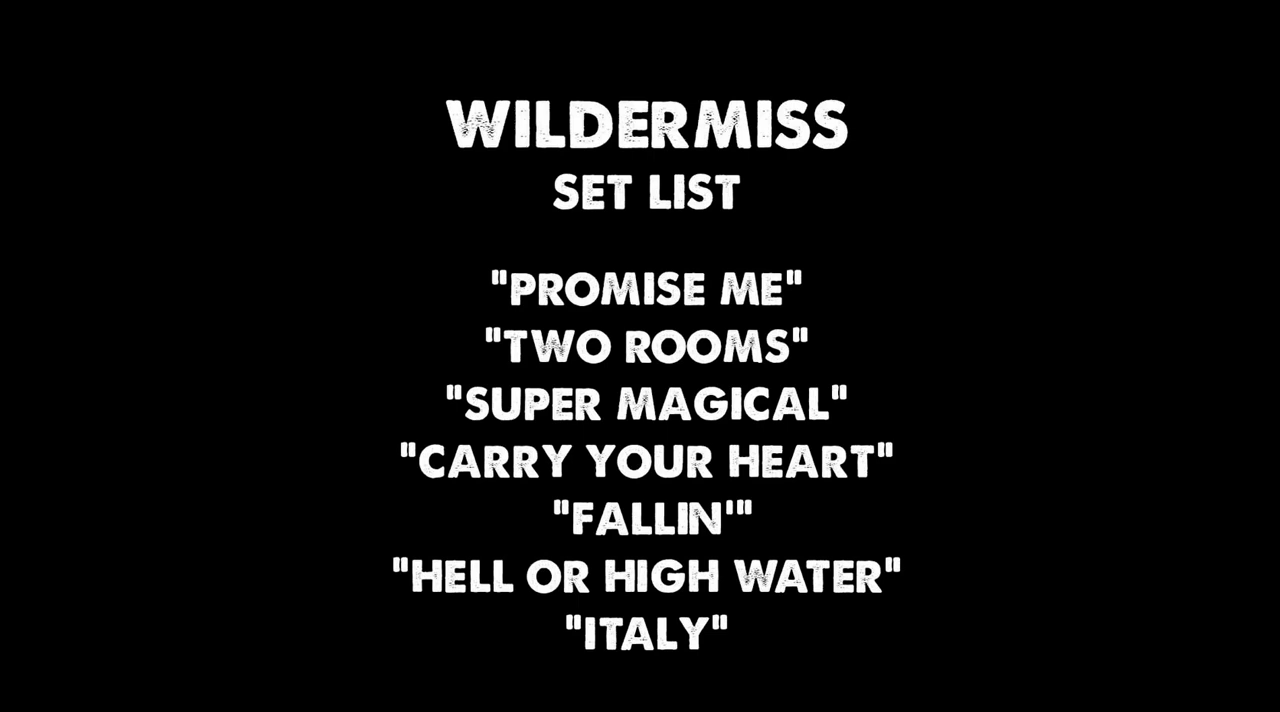 WILDERMISS
SET LIST
"PROMISE ME"
"TWO ROOMS"
"SUPER MAGICAL"
"CARRY YOUR HEART"
"FALLIN'"
"HELL OR HIGH WATER"
"ITALY"